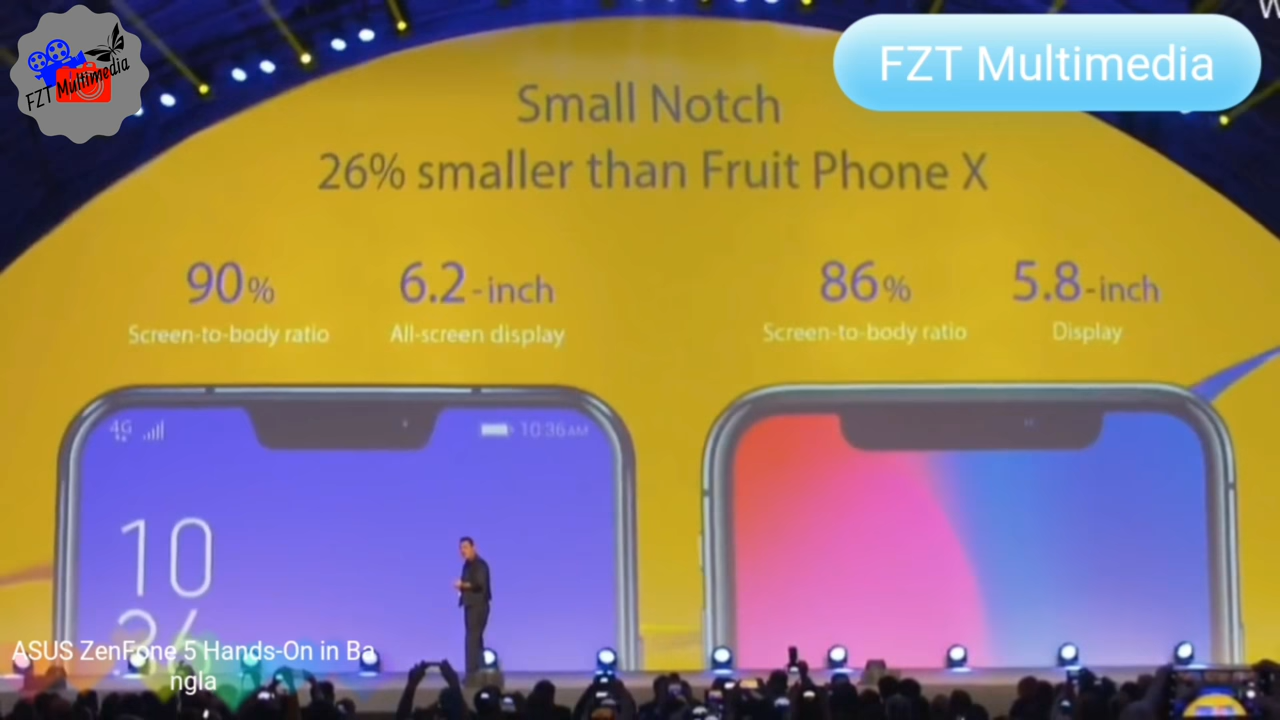 FZT Multimedia
FZT Multimedia
W
Small Notch
26% smaller than Fruit Phone X
90%
6.2-inch
86%
5.8-inch
Screen-to-body ratio
All-screen display
Screen-to-body ratio
Display
4G
10:36AM
10
36
ASUS ZenFone 5 Hands-On in Ba
ngla